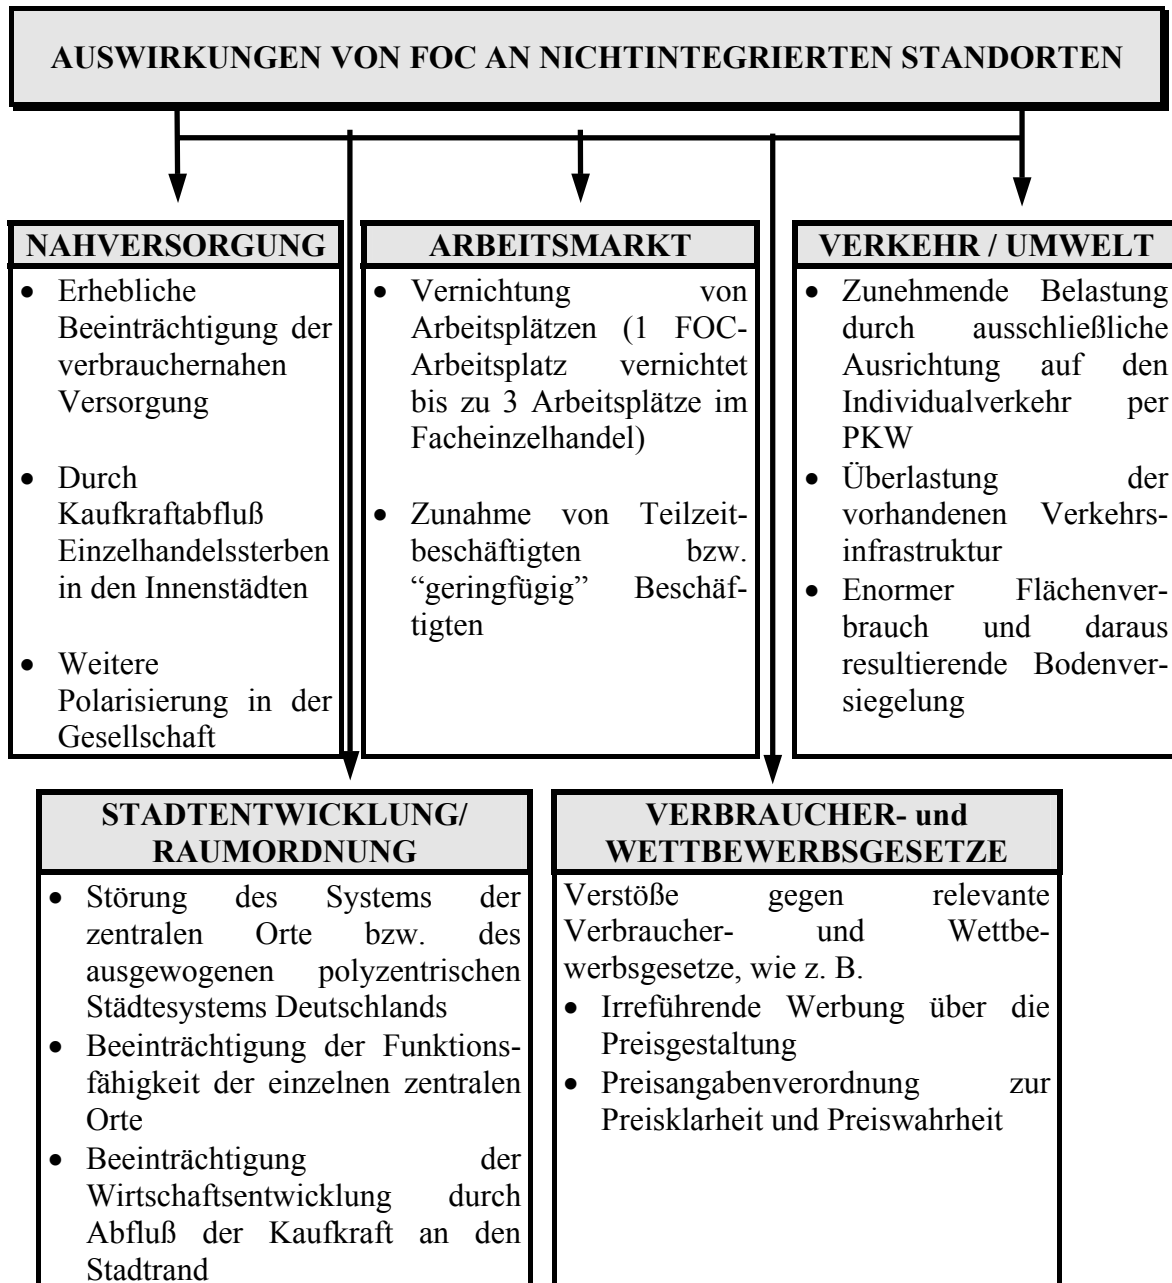 AUSWIRKUNGEN VON FOC AN NICHTINTEGRIERTEN STANDORTEN
NAHVERSORGUNG
• Erhebliche
Beeinträchtigung der
verbrauchernahen
Versorgung
• Durch
Kaufkraftabfluß
Einzelhandelssterben
in den Innenstädten
• Weitere
Polarisierung in der
Gesellschaft
ARBEITSMARKT
• Vernichtung von
Arbeitsplätzen (1 FOC-
Arbeitsplatz vernichtet
bis zu 3 Arbeitsplätze im
Facheinzelhandel)
• Zunahme von Teilzeit-
beschäftigten bzw.
“geringfügig” Beschäf-
tigten
VERKEHR / UMWELT
• Zunehmende Belastung
durch ausschließliche
Ausrichtung auf den
Individualverkehr per
PKW
• Überlastung der
vorhandenen Verkehrs-
infrastruktur
• Enormer Flächenver-
brauch und daraus
resultierende Bodenver-
siegelung
STADTENTWICKLUNG/
RAUMORDNUNG
• Störung des Systems der
zentralen Orte bzw. des
ausgewogenen polyzentrischen
Städtesystems Deutschlands
• Beeinträchtigung der Funktions-
fähigkeit der einzelnen zentralen
Orte
• Beeinträchtigung der
Wirtschaftsentwicklung durch
Abfluß der Kaufkraft an den
Stadtrand
VERBRAUCHER- und
WETTBEWERBSGESETZE
Verstöße gegen relevante
Verbraucher- und Wettbe-
werbsgesetze, wie z. B.
• Irreführende Werbung über die
Preisgestaltung
• Preisangabenverordnung zur
Preisklarheit und Preiswahrheit